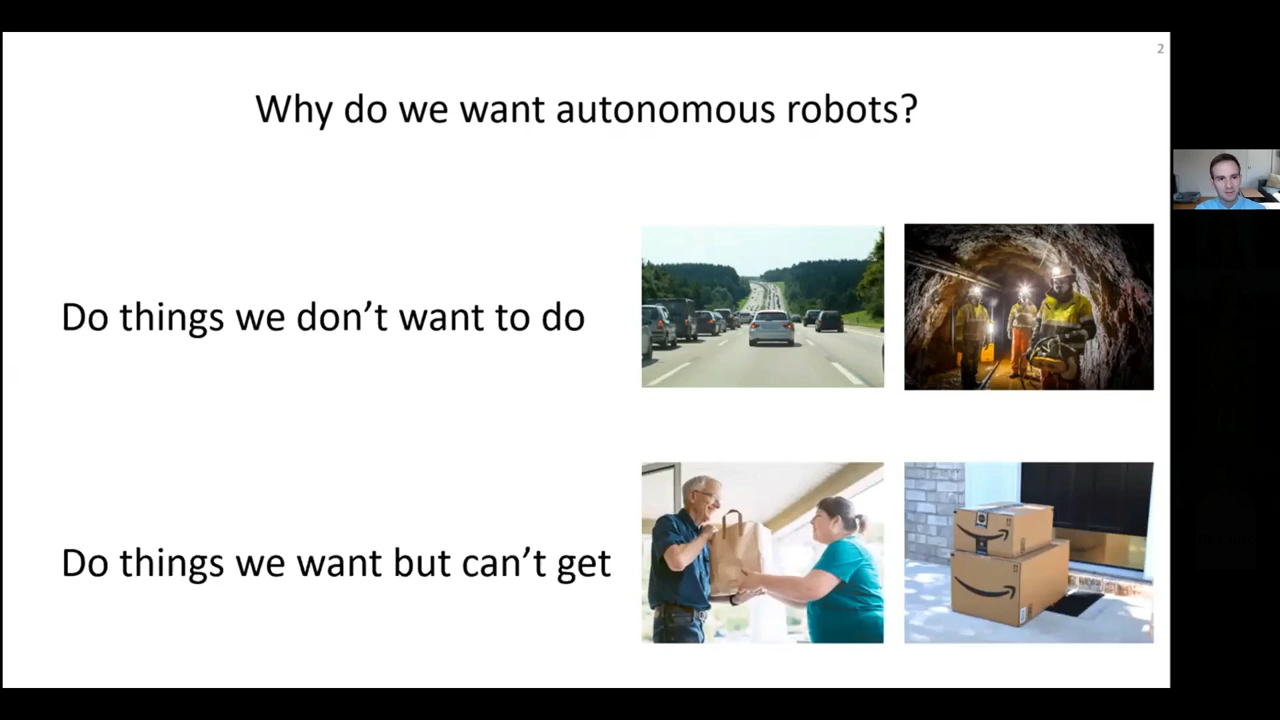 2
Why do we want autonomous robots?
Do things we don’t want to do
Do things we want but can’t get